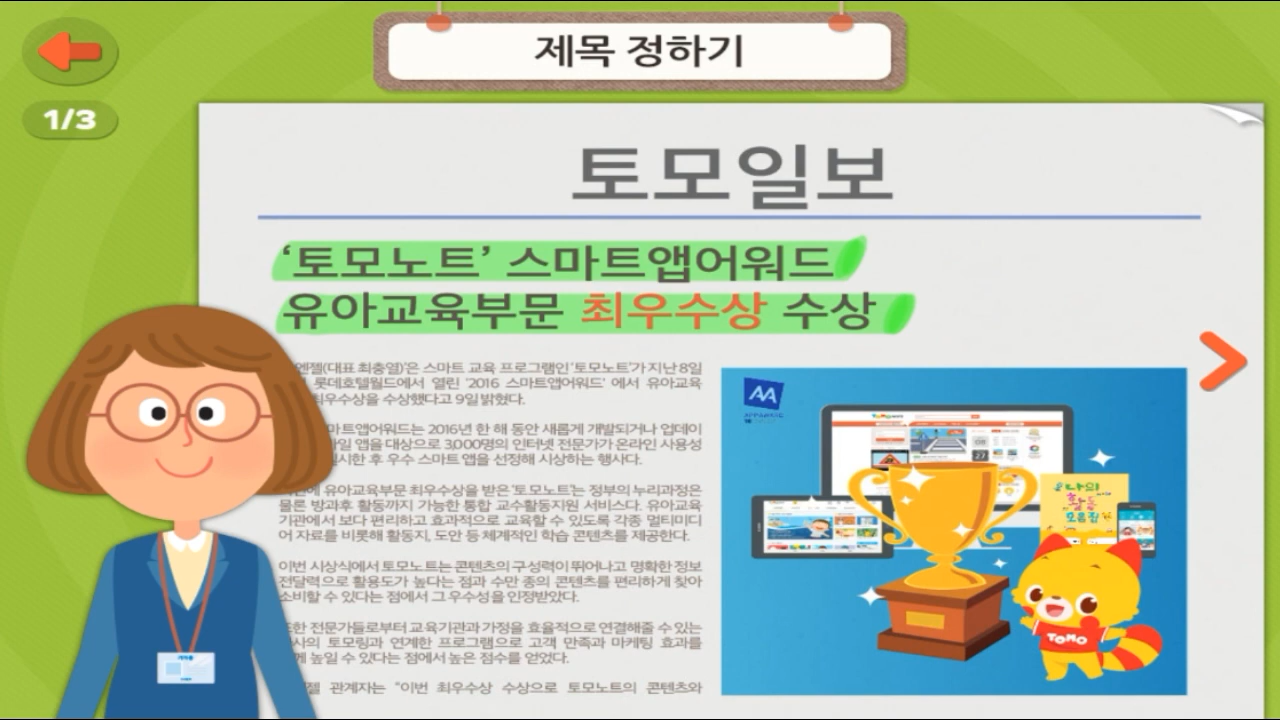 제목 정하기
1/3
토모일보
‘토모노트’ 스마트앱어워드
유아교육부문 최우수상 수상
엔젤(대표 최충열)'은 스마트 교육 프로그램인 '토모노트'가 지난 8일
롯데호텔월드에서 열린 '2016 스마트앱어워드' 에서 유아교육
최우수상을 수상했다고 9일 밝혔다.
마트앱어워드는 2016년 한 해 동안 새롭게 개발되거나 업데이
앱을 대상으로 3,000명의 인터넷 전문가가 온라인 사용성
시한 후 우수 스마트 앱을 선정해 시상하는 행사다.
유아교육부문 최우수상을 받은 '토모노트'는 정부의 누리과정은
물론 방과후 활동까지 가능한 통합 교수활동지원 서비스다. 유아교육
기관에서 보다 편리하고 효과적으로 교육할 수 있도록 각종 멀티미디
어 자료를 비롯해 활동지, 도안 등 체계적인 학습 콘텐츠를 제공한다.
이번 시상식에서 토모노트는 콘텐츠의 구성력이 뛰어나고 명확한 정보
전달력으로 활용도가 높다는 점과 수만 종의 콘텐츠를 편리하게 찾아
소비할 수 있다는 점에서 그 우수성을 인정받았다.
또한 전문가들로부터 교육기관과 가정을 효율적으로 연결해줄 수 있는
사의 토모링과 연계한 프로그램으로 고객 만족과 마케팅 효과를
높일 수 있다는 점에서 높은 점수를 얻었다.
젤 관계자는 “이번 최우수상 수상으로 토모노트의 콘텐츠와
AA
나의
활동
모음집
TOMO